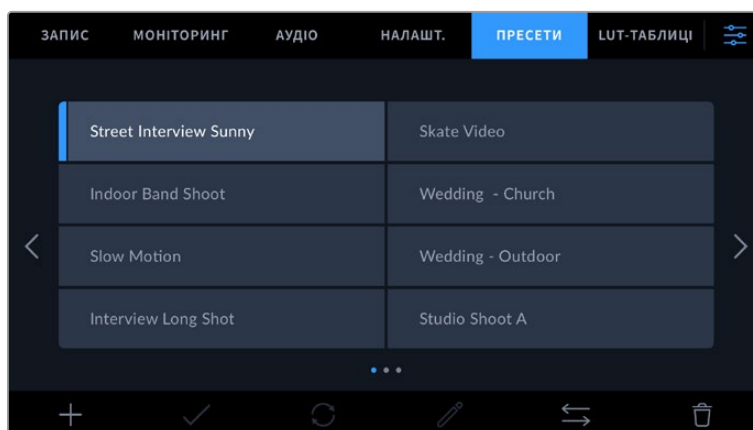 ЗАПИС МОНІТОРИНГ АУДІО НАЛАШТ. ПРЕСЕТИ LUT-ТАБЛИЦІ
Street Interview Sunny Skate Video
Indoor Band Shoot Wedding - Church
Slow Motion Wedding - Outdoor
Interview Long Shot Studio Shoot A